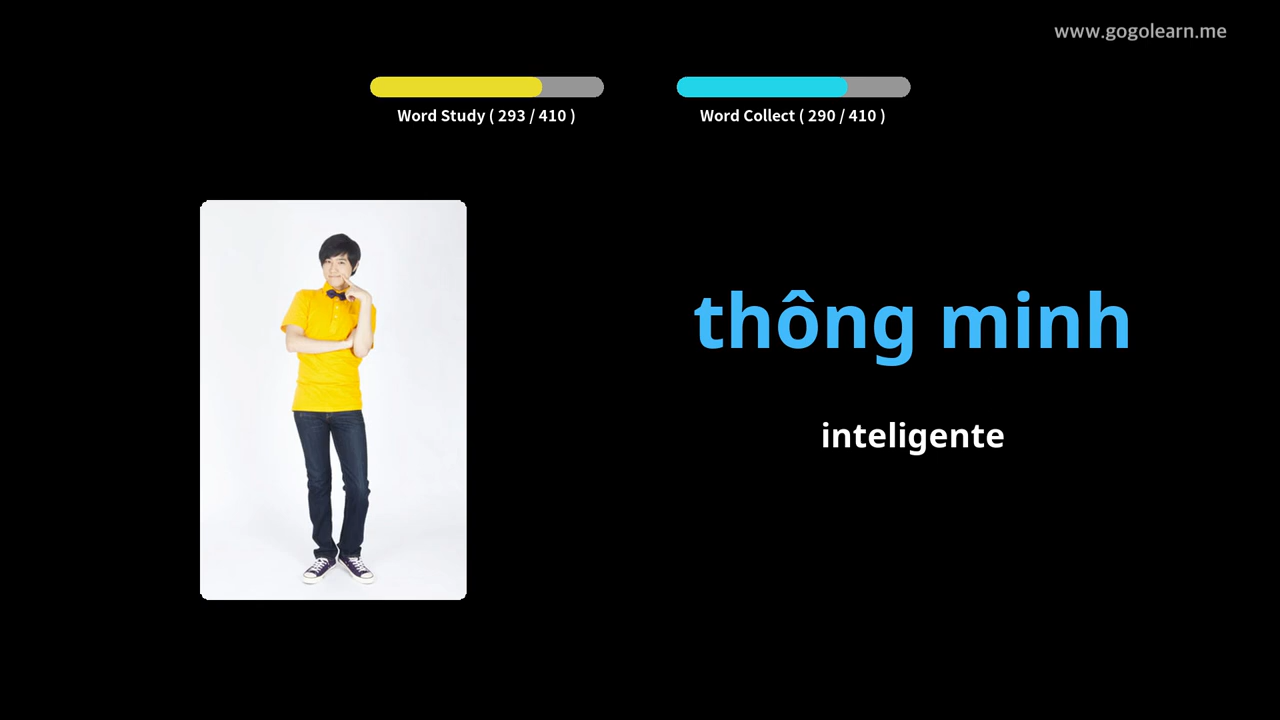 www.gogolearn.me
Word Study ( 293 / 410 )
Word Collect ( 290 / 410 )
thông minh
inteligente